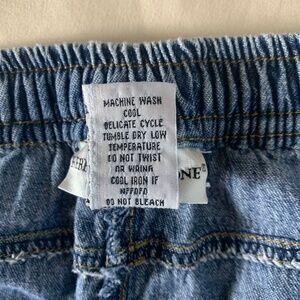 MACHINE WASH
COOL
DELICATE CYCLE
TUMBLE DRY LOW
TEMPERATURE
DO NOT TWIST
OR WRING
COOL IRON IF
NEEDED
DO NOT BLEACH
ONE